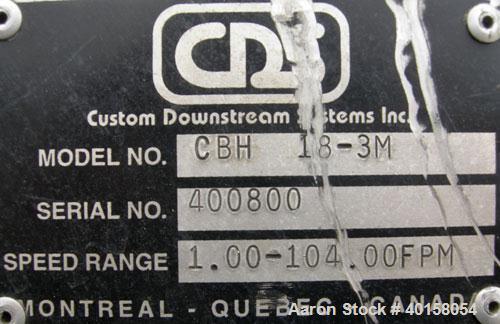 CDS
Custom Downstream Systems Inc.
MODEL NO. CBH 18-3M
SERIAL NO. 400800
SPEED RANGE 1.00-104.00FPM
MONTREAL - QUEBEC - CANADA
Aaron Stock # 40158054